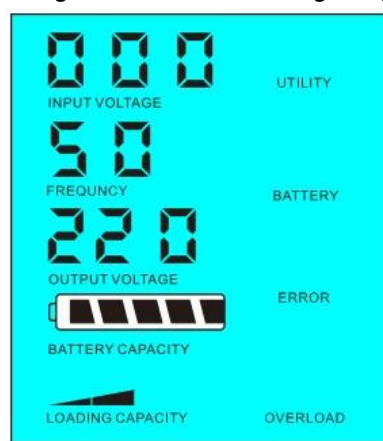 000
UTILITY
INPUT VOLTAGE
50
FREQUNCY
BATTERY
220
OUTPUT VOLTAGE
ERROR
BATTERY CAPACITY
LOADING CAPACITY
OVERLOAD